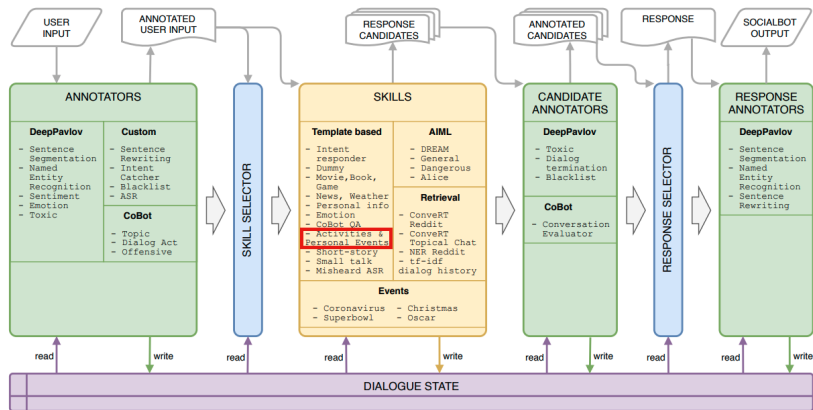 USER
INPUT
ANNOTATED
USER INPUT
RESPONSE
CANDIDATES
ANNOTATED
CANDIDATES
RESPONSE
SOCIALBOT
OUTPUT
ANNOTATORS
DeepPavlov
- Sentence
Segmentation
- Named
Entity
Recognition
- Sentiment
- Emotion
- Toxic
Custom
- Sentence
Rewriting
- Intent
Catcher
- Blacklist
- ASR
CoBot
- Topic
- Dialog Act
- Offensive
SKILL SELECTOR
SKILLS
Template based
- Intent
responder
- Dummy
- Movie,Book,
Game
- News, Weather
- Personal info
- Emotion
- CoBot QA
- Activities &
Personal Events
- Short-story
- Small talk
- Misheard ASR
AIML
- DREAM
- General
- Dangerous
- Alice
Retrieval
- ConveRT
Reddit
- ConveRT
Topical Chat
- NER Reddit
- tf-idf
dialog history
Events
- Coronavirus
- Superbowl
- Christmas
- Oscar
CANDIDATE
ANNOTATORS
DeepPavlov
- Toxic
- Dialog
termination
- Blacklist
CoBot
- Conversation
Evaluator
RESPONSE SELECTOR
RESPONSE
ANNOTATORS
DeepPavlov
- Sentence
Segmentation
- Named
Entity
Recognition
- Sentence
Rewriting
read
write
read
read
write
read
write
read
read
write
DIALOGUE STATE